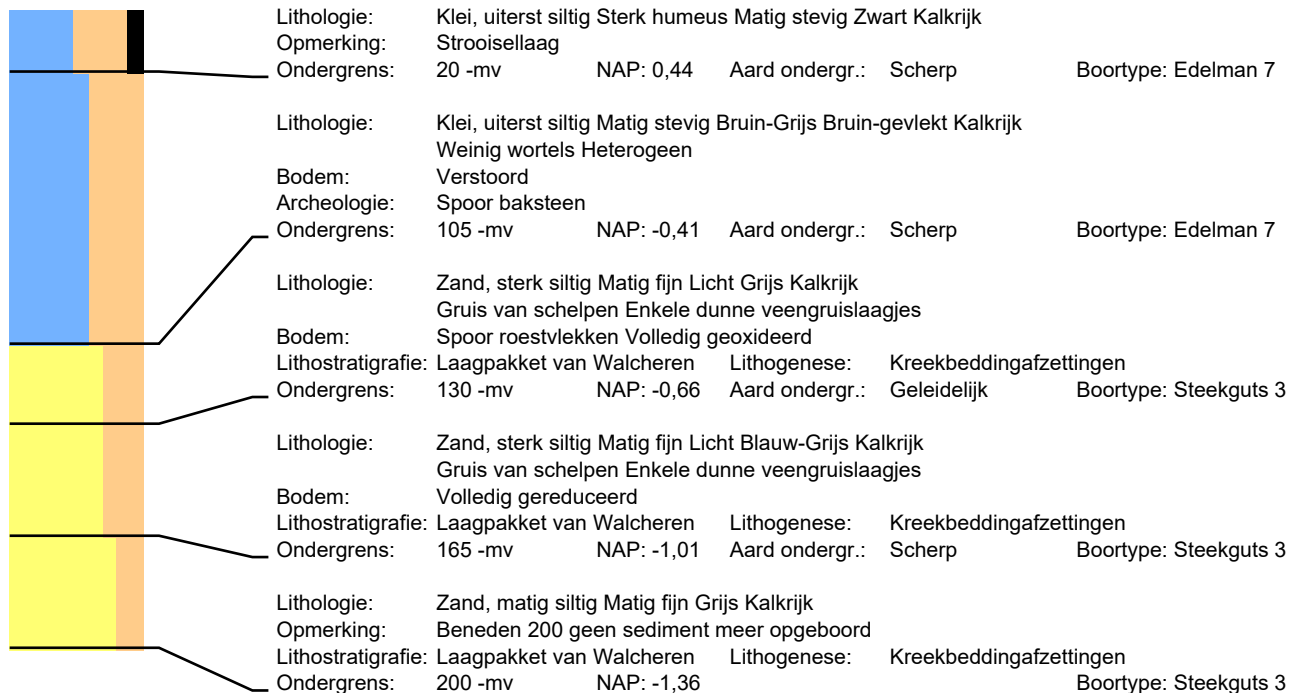 Lithologie: Klei, uiterst siltig Sterk humeus Matig stevig Zwart Kalkrijk
Opmerking: Strooisellaag
Ondergrens: 20 -mv NAP: 0,44 Aard ondergr.: Scherp Boortype: Edelman 7
Lithologie: Klei, uiterst siltig Matig stevig Bruin-Grijs Bruin-gevlekt Kalkrijk
Weinig wortels Heterogeen
Bodem: Verstoord
Archeologie: Spoor baksteen
Ondergrens: 105 -mv NAP: -0,41 Aard ondergr.: Scherp Boortype: Edelman 7
Lithologie: Zand, sterk siltig Matig fijn Licht Grijs Kalkrijk
Gruis van schelpen Enkele dunne veengruislaagjes
Bodem: Spoor roestvlekken Volledig geoxideerd
Lithostratigrafie: Laagpakket van Walcheren Lithogenese: Kreekbeddingafzettingen
Ondergrens: 130 -mv NAP: -0,66 Aard ondergr.: Geleidelijk Boortype: Steekguts 3
Lithologie: Zand, sterk siltig Matig fijn Licht Blauw-Grijs Kalkrijk
Gruis van schelpen Enkele dunne veengruislaagjes
Bodem: Volledig gereduceerd
Lithostratigrafie: Laagpakket van Walcheren Lithogenese: Kreekbeddingafzettingen
Ondergrens: 165 -mv NAP: -1,01 Aard ondergr.: Scherp Boortype: Steekguts 3
Lithologie: Zand, matig siltig Matig fijn Grijs Kalkrijk
Opmerking: Beneden 200 geen sediment meer opgeboord
Lithostratigrafie: Laagpakket van Walcheren Lithogenese: Kreekbeddingafzettingen
Ondergrens: 200 -mv NAP: -1,36 Boortype: Steekguts 3